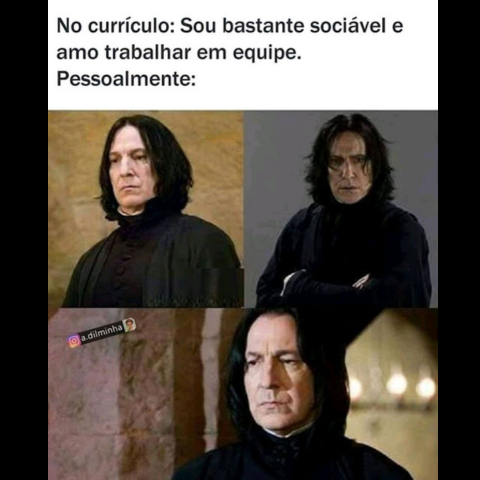 No currículo: Sou bastante sociável e
amo trabalhar em equipe.
Pessoalmente:
a.dilminha